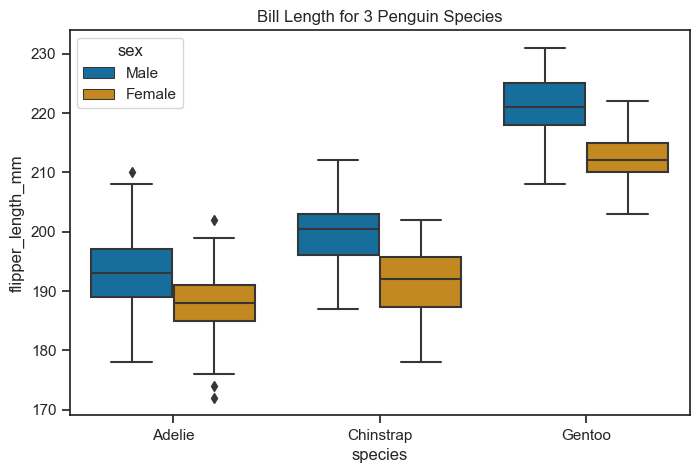 Bill Length for 3 Penguin Species
sex
Male
Female
flipper_length_mm
230
220
210
200
190
180
170
Adelie
Chinstrap
Gentoo
species